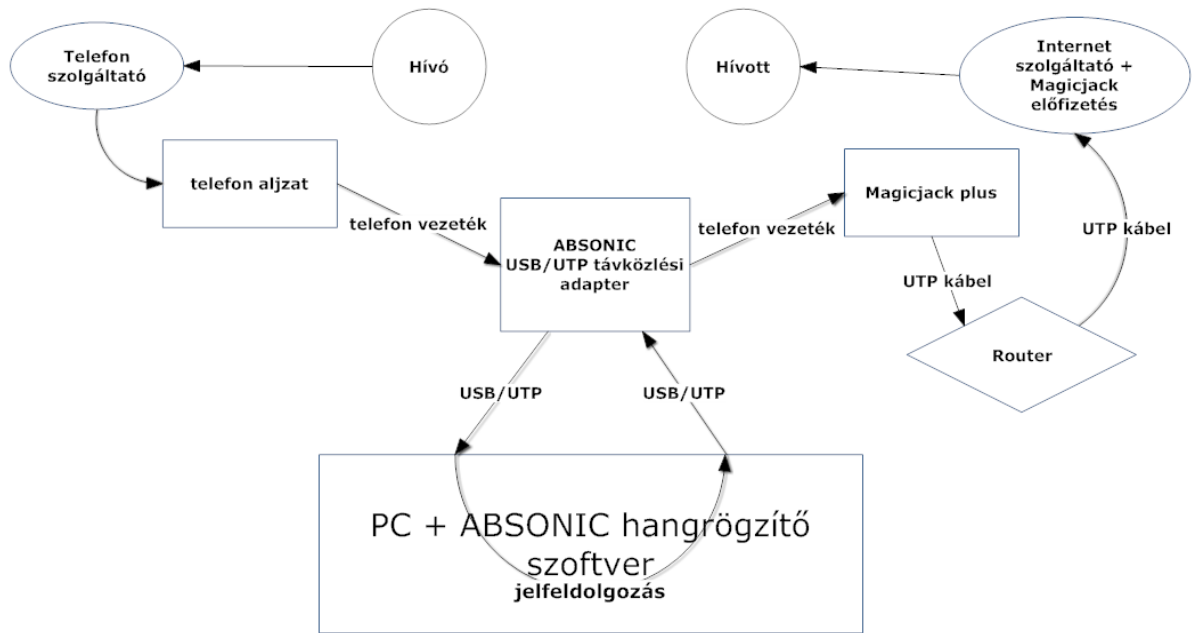 Telefon
szolgáltató
Hívó
Hívott
Internet
szolgáltató +
Magicjack
előfizetés
telefon aljzat
telefon vezeték
ABSONIC
USB/UTP távközlési
adapter
telefon vezeték
Magicjack plus
UTP kábel
UTP kábel
Router
USB/UTP
USB/UTP
PC + ABSONIC hangrögzítő
szoftver
jelfeldolgozás